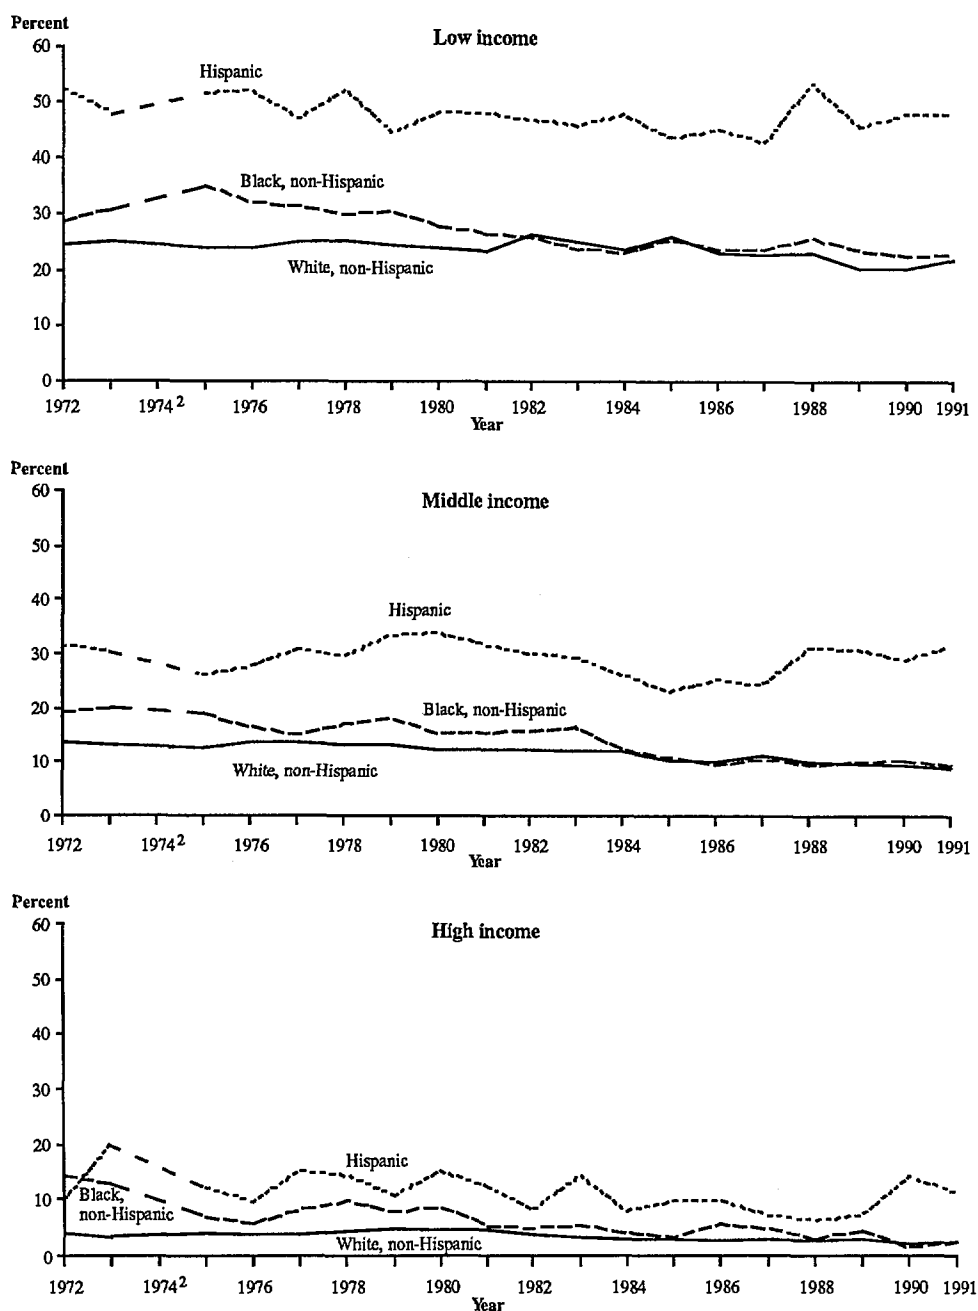 Percent
Low income
60
Hispanic
50
40
Black, non-Hispanic
30
White, non-Hispanic
20
10
0
1972 1974² 1976 1978 1980 1982 1984 1986 1988 1990 1991
Year
Percent
60
Middle income
50
40
Hispanic
30
20
Black, non-Hispanic
10
White, non-Hispanic
0
1972 1974² 1976 1978 1980 1982 1984 1986 1988 1990 1991
Year
Percent
60
High income
50
40
30
20
Hispanic
10
Black,
non-Hispanic
White, non-Hispanic
0
1972 1974² 1976 1978 1980 1982 1984 1986 1988 1990 1991
Year